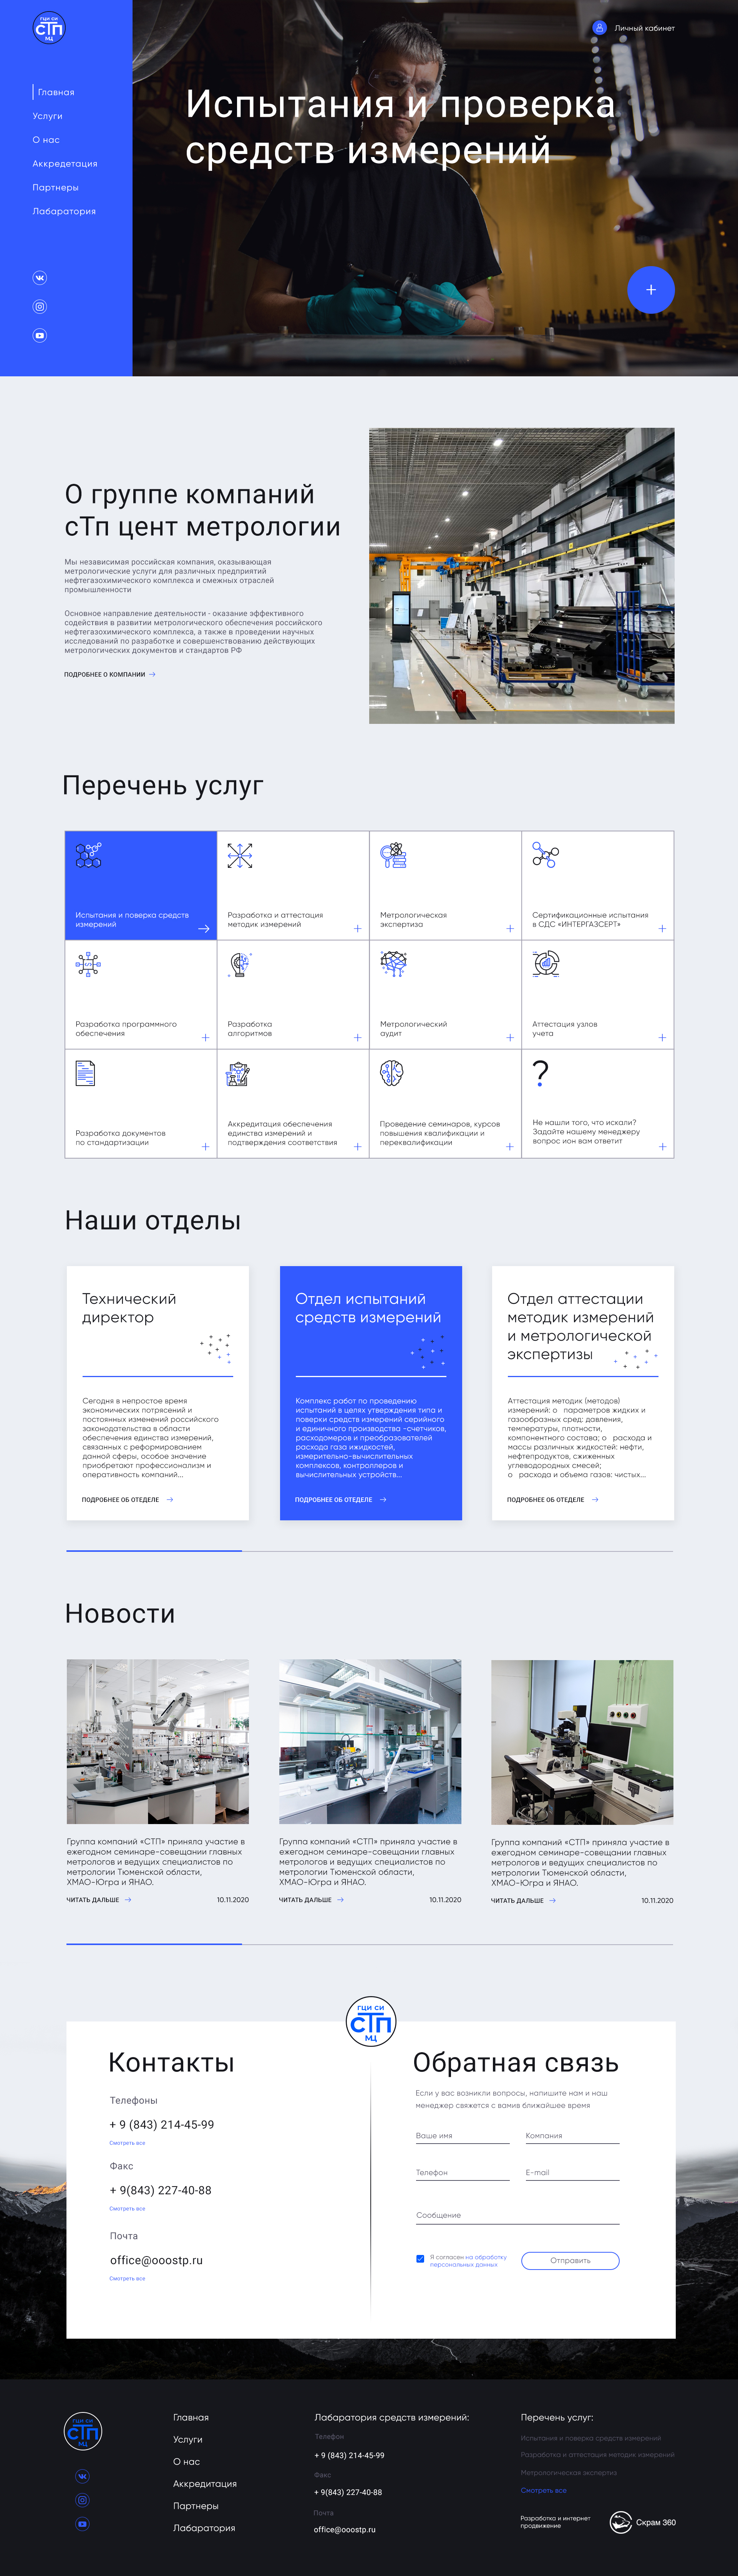 ГЦИ СИ
сТп
МЦ
Личный кабинет
Главная
Услуги
О нас
Аккредетация
Партнеры
Лабаратория
Испытания и проверка
средств измерений
+
О группе компаний
сТп цент метрологии
Мы независимая российская компания, оказывающая
метрологические услуги для различных предприятий
нефтегазохимического комплекса и смежных отраслей
промышленности
Основное направление деятельности - оказание эффективного
содействия в развитии метрологического обеспечения российского
нефтегазохимического комплекса, а также в проведении научных
исследований по разработке и совершенствованию действующих
метрологических документов и стандартов РФ
ПОДРОБНЕЕ О КОМПАНИИ
Перечень услуг
Испытания и поверка средств
измерений
Разработка и аттестация
методик измерений
Метрологическая
экспертиза
Сертификационные испытания
в СДС «ИНТЕРГАЗСЕРТ»
Разработка программного
обеспечения
Разработка
алгоритмов
Метрологический
аудит
Аттестация узлов
учета
Разработка документов
по стандартизации
Аккредитация обеспечения
единства измерений и
подтверждения соответствия
Проведение семинаров, курсов
повышения квалификации и
переквалификации
?
Не нашли того, что искали?
Задайте нашему менеджеру
вопрос ион вам ответит
Наши отделы
Технический
директор
Сегодня в непростое время
экономических потрясений и
постоянных изменений российского
законодательства в области
обеспечения единства измерений,
связанных с реформированием
данной сферы, особое значение
приобретают профессионализм и
оперативность компаний...
ПОДРОБНЕЕ ОБ ОТЕДЕЛЕ
Отдел испытаний
средств измерений
Комплекс работ по проведению
испытаний в целях утверждения типа и
поверки средств измерений серийного
и единичного производства -счетчиков,
расходомеров и преобразователей
расхода газа ижидкостей,
измерительно-вычислительных
комплексов, контроллеров и
вычислительных устройств...
ПОДРОБНЕЕ ОБ ОТЕДЕЛЕ
Отдел аттестации
методик измерений
и метрологической
экспертизы
Аттестация методик (методов)
измерений: о параметров жидких и
газообразных сред: давления,
температуры, плотности,
компонентного состава; о расхода и
массы различных жидкостей: нефти,
нефтепродуктов, сжиженных
углеводородных смесей;
о расхода и объема газов: чистых...
ПОДРОБНЕЕ ОБ ОТЕДЕЛЕ
Новости
Группа компаний «СТП» приняла участие в
ежегодном семинаре-совещании главных
метрологов и ведущих специалистов по
метрологии Тюменской области,
ХМАО-Югра и ЯНАО.
ЧИТАТЬ ДАЛЬШЕ 10.11.2020
Группа компаний «СТП» приняла участие в
ежегодном семинаре-совещании главных
метрологов и ведущих специалистов по
метрологии Тюменской области,
ХМАО-Югра и ЯНАО.
ЧИТАТЬ ДАЛЬШЕ 10.11.2020
Группа компаний «СТП» приняла участие в
ежегодном семинаре-совещании главных
метрологов и ведущих специалистов по
метрологии Тюменской области,
ХМАО-Югра и ЯНАО.
ЧИТАТЬ ДАЛЬШЕ 10.11.2020
ГЦИ СИ
сТп
МЦ
Контакты
Телефоны
+ 9 (843) 214-45-99
Смотреть все
Факс
+ 9(843) 227-40-88
Смотреть все
Почта
office@ooostp.ru
Смотреть все
Обратная связь
Если у вас возникли вопросы, напишите нам и наш
менеджер свяжется с вамив ближайшее время
Ваше имя
Компания
Телефон
E-mail
Сообщение
Я согласен на обработку
персональных данных
Отправить
ГЦИ СИ
сТп
МЦ
Главная
Услуги
О нас
Аккредитация
Партнеры
Лабаратория
Лабаратория средств измерений:
Телефон
+ 9 (843) 214-45-99
Факс
+ 9(843) 227-40-88
Почта
office@ooostp.ru
Перечень услуг:
Испытания и поверка средств измерений
Разработка и аттестация методик измерений
Метрологическая экспертиз
Смотреть все
Разработка и интернет
продвижение
Скрам 360